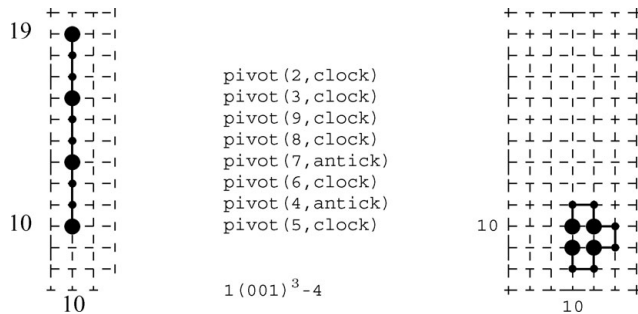 19
pivot(2,clock)
pivot(3,clock)
pivot(9,clock)
pivot(8,clock)
pivot(7,antick)
pivot(6,clock)
pivot(4,antick)
10 pivot(5,clock) 10
1(001)³-4
10 10